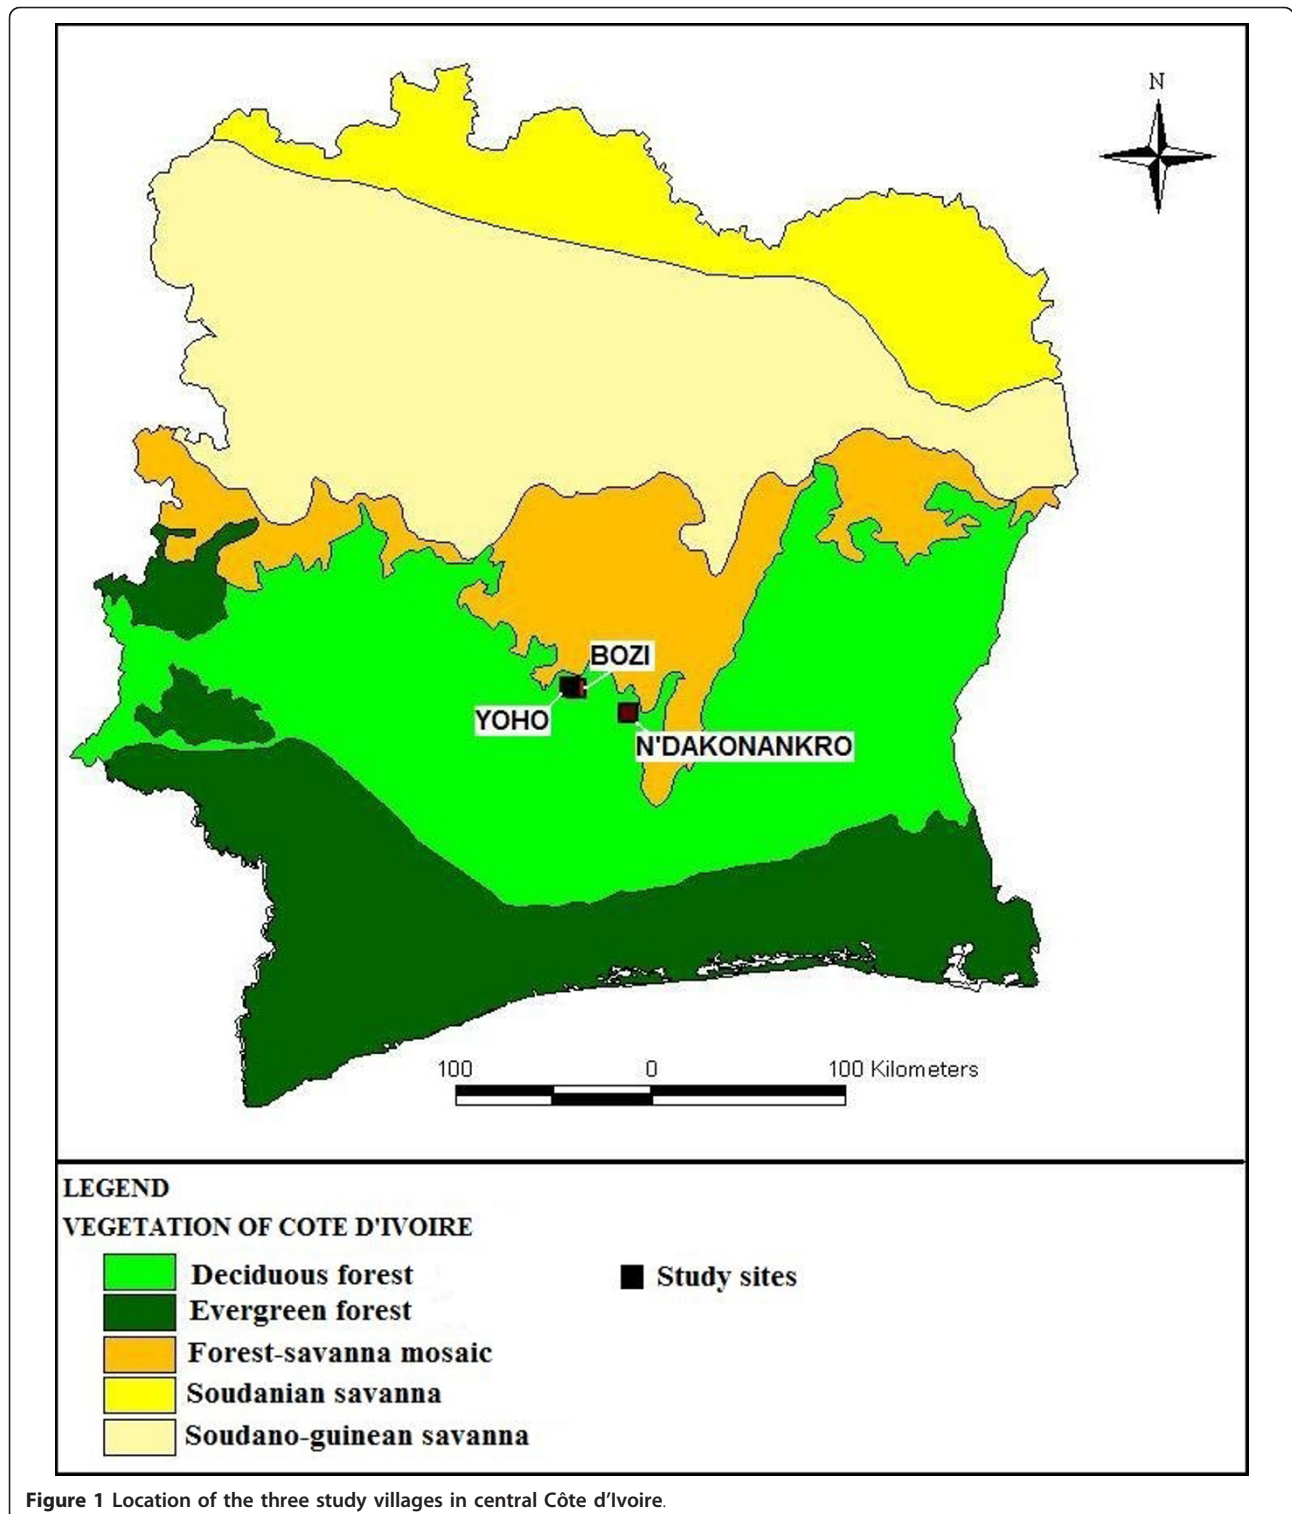 N
BOZI
YOHO
N'DAKONANKRO
100 0 100 Kilometers
LEGEND
VEGETATION OF COTE D'IVOIRE
Deciduous forest
Study sites
Evergreen forest
Forest-savanna mosaic
Soudanian savanna
Soudano-guinean savanna
Figure 1 Location of the three study villages in central Côte d'Ivoire.